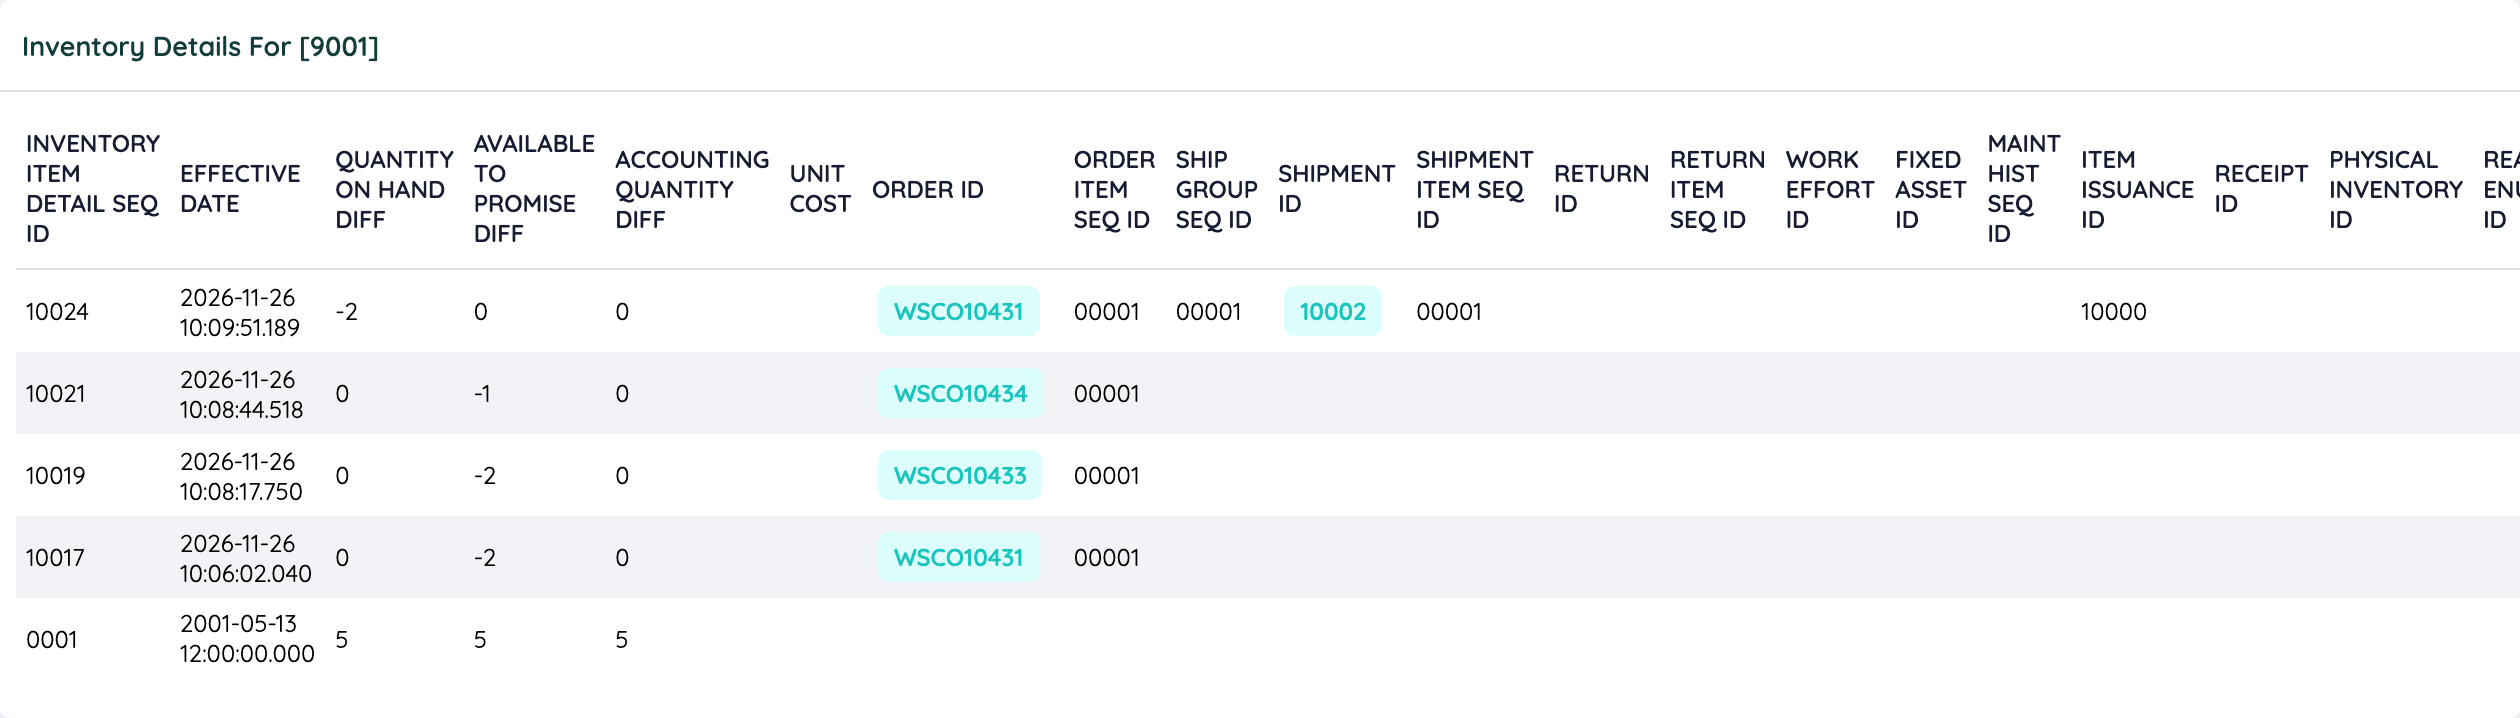 Inventory Details For [9001]
INVENTORY ITEM DETAIL SEQ ID EFFECTIVE DATE QUANTITY ON HAND DIFF AVAILABLE TO PROMISE DIFF ACCOUNTING QUANTITY DIFF UNIT COST ORDER ID ORDER ITEM SEQ ID SHIP GROUP SEQ ID SHIPMENT ID SHIPMENT ITEM SEQ ID RETURN ID RETURN ITEM SEQ ID WORK EFFORT ID FIXED ASSET ID MAINT HIST SEQ ID ITEM ISSUANCE ID RECEIPT ID PHYSICAL INVENTORY ID REA ENU ID
10024 2026-11-26 10:09:51.189 -2 0 0 WSCO10431 00001 00001 10002 00001 10000
10021 2026-11-26 10:08:44.518 0 -1 0 WSCO10434 00001
10019 2026-11-26 10:08:17.750 0 -2 0 WSCO10433 00001
10017 2026-11-26 10:06:02.040 0 -2 0 WSCO10431 00001
0001 2001-05-13 12:00:00.000 5 5 5